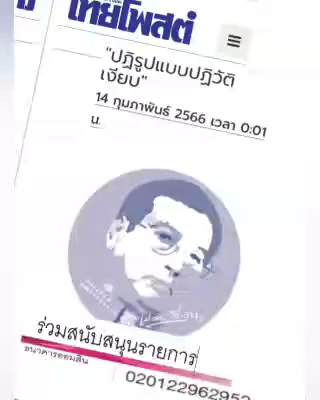 ไทยโพสต์
"ปฏิรูปแบบปฏิวัติ
เงียบ"
14 กุมภาพันธ์ 2566 เวลา 0:01
น.
ร่วมสนับสนุนรายการ
ธนาคารออมสิน